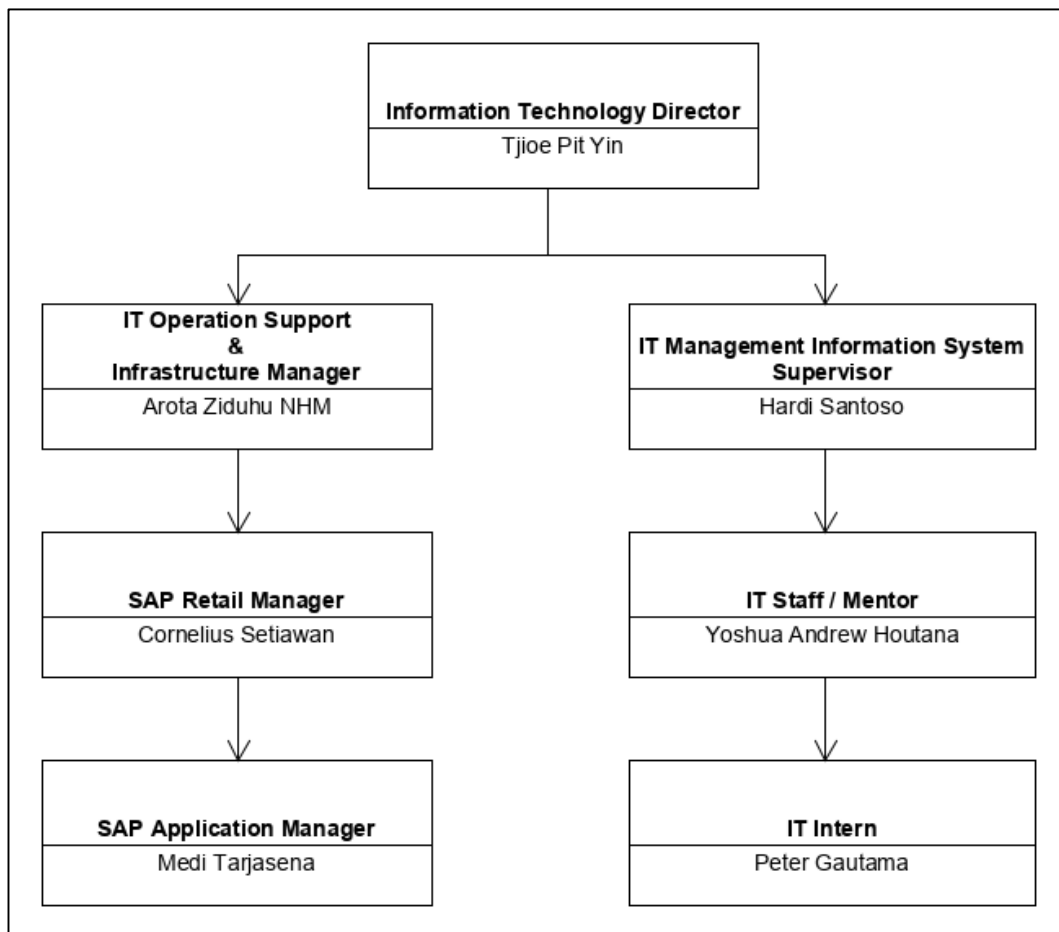 Information Technology Director
Tjioe Pit Yin
IT Operation Support
&
Infrastructure Manager
Arota Ziduhu NHM
IT Management Information System
Supervisor
Hardi Santoso
SAP Retail Manager
Cornelius Setiawan
IT Staff / Mentor
Yoshua Andrew Houtana
SAP Application Manager
Medi Tarjasena
IT Intern
Peter Gautama